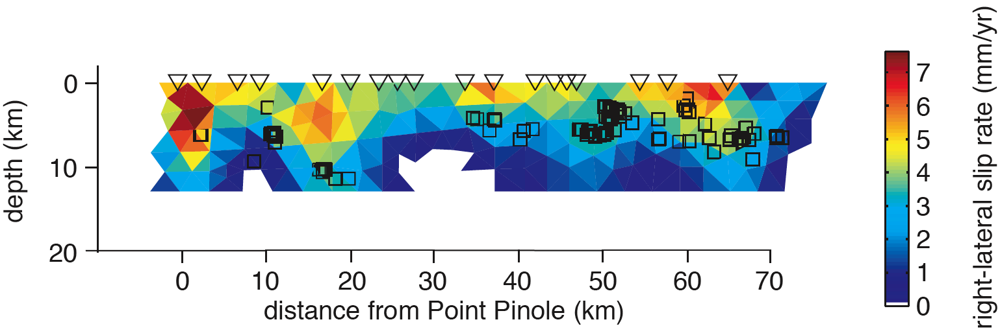 0
10
20
depth (km)
0 10 20 30 40 50 60 70
distance from Point Pinole (km)
7
6
5
4
3
2
1
0
right-lateral slip rate (mm/yr)